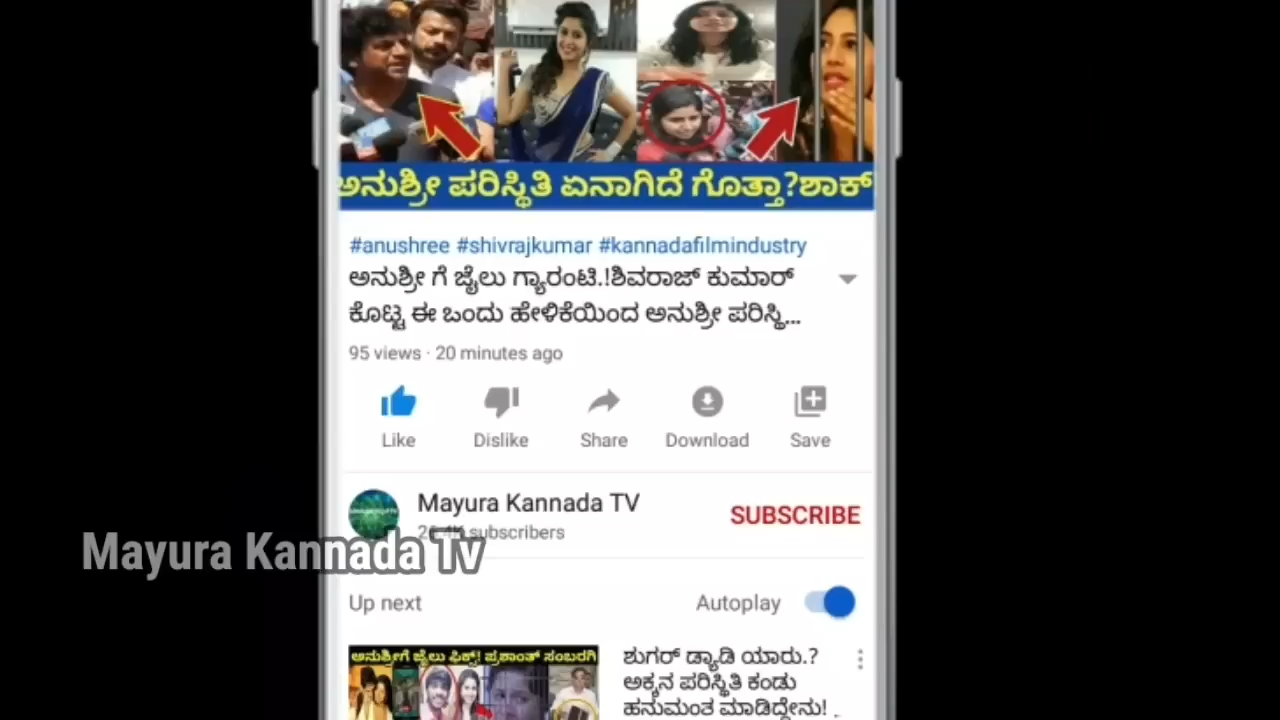 ಅನುಶ್ರೀ ಪರಿಸ್ಥಿತಿ ಏನಾಗಿದೆ ಗೊತ್ತಾ?ಶಾಕ್
#anushree #shivrajkumar #kannadafilmindustry
ಅನುಶ್ರೀ ಗೆ ಜೈಲು ಗ್ಯಾರಂಟಿ.!ಶಿವರಾಜ್ ಕುಮಾರ್
ಕೊಟ್ಟ ಈ ಒಂದು ಹೇಳಿಕೆಯಿಂದ ಅನುಶ್ರೀ ಪರಿಸ್ಥಿ...
95 views · 20 minutes ago
Like Dislike Share Download Save
Mayura Kannada TV
SUBSCRIBE
subscribers
Mayura Kannada Tv
Up next
Autoplay
ಅನುಶ್ರೀಗೆ ಜೈಲು ಫಿಕ್ಸ್! ಪ್ರಶಾಂತ್ ಸಂಬರಗಿ
ಶುಗರ್ ಡ್ಯಾಡಿ ಯಾರು.?
ಅಕ್ಕನ ಪರಿಸ್ಥಿತಿ ಕಂಡು
ಹನುಮಂತ ಮಾಡಿದ್ದೇನು!